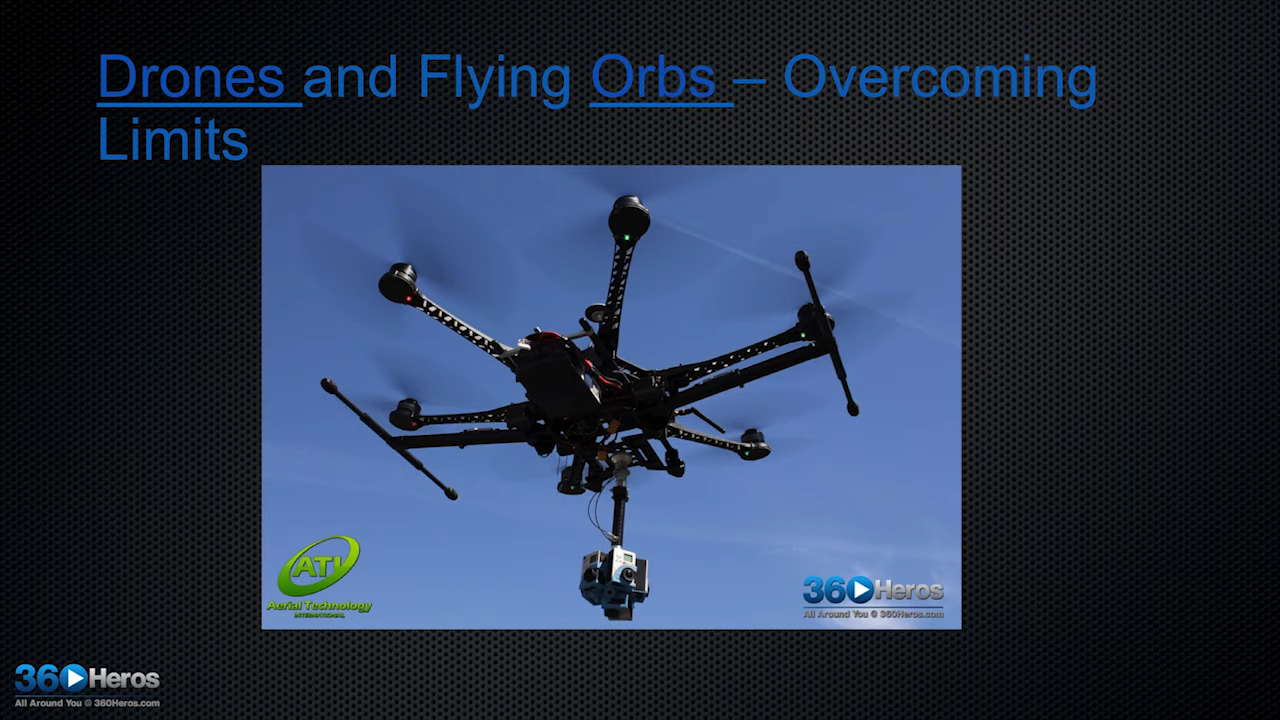 Drones and Flying Orbs – Overcoming
Limits
ATI
Aerial Technology
INTERNATIONAL
360Heros
All Around You @ 360Heros.com
360Heros
All Around You @ 360Heros.com